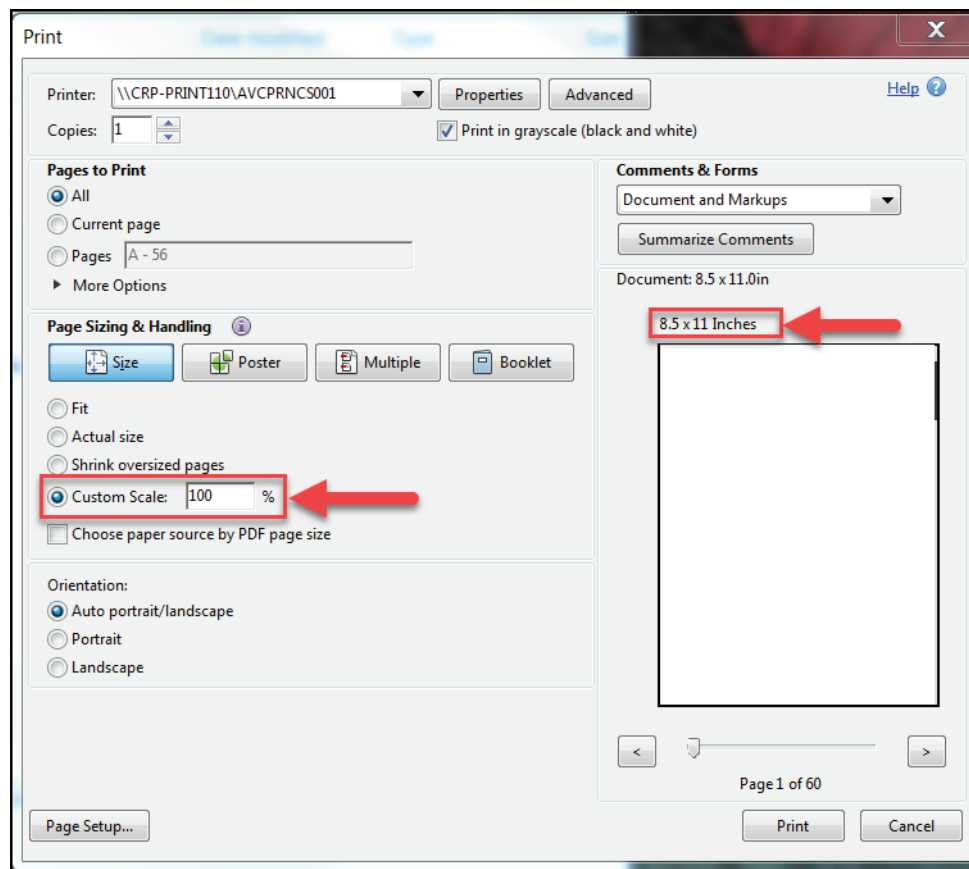 Print
Date modified Type Size
X
Printer: \\CRP-PRINT110\AVCPRNCS001 Properties Advanced Help ?
Copies: 1 Print in grayscale (black and white)
Pages to Print
All
Current page
Pages A - 56
More Options
Comments & Forms
Document and Markups
Summarize Comments
Page Sizing & Handling i
Size Poster Multiple Booklet
Fit
Actual size
Shrink oversized pages
Custom Scale: 100 %
Choose paper source by PDF page size
Orientation:
Auto portrait/landscape
Portrait
Landscape
Document: 8.5 x 11.0in
8.5 x 11 Inches
< >
Page 1 of 60
Page Setup... Print Cancel